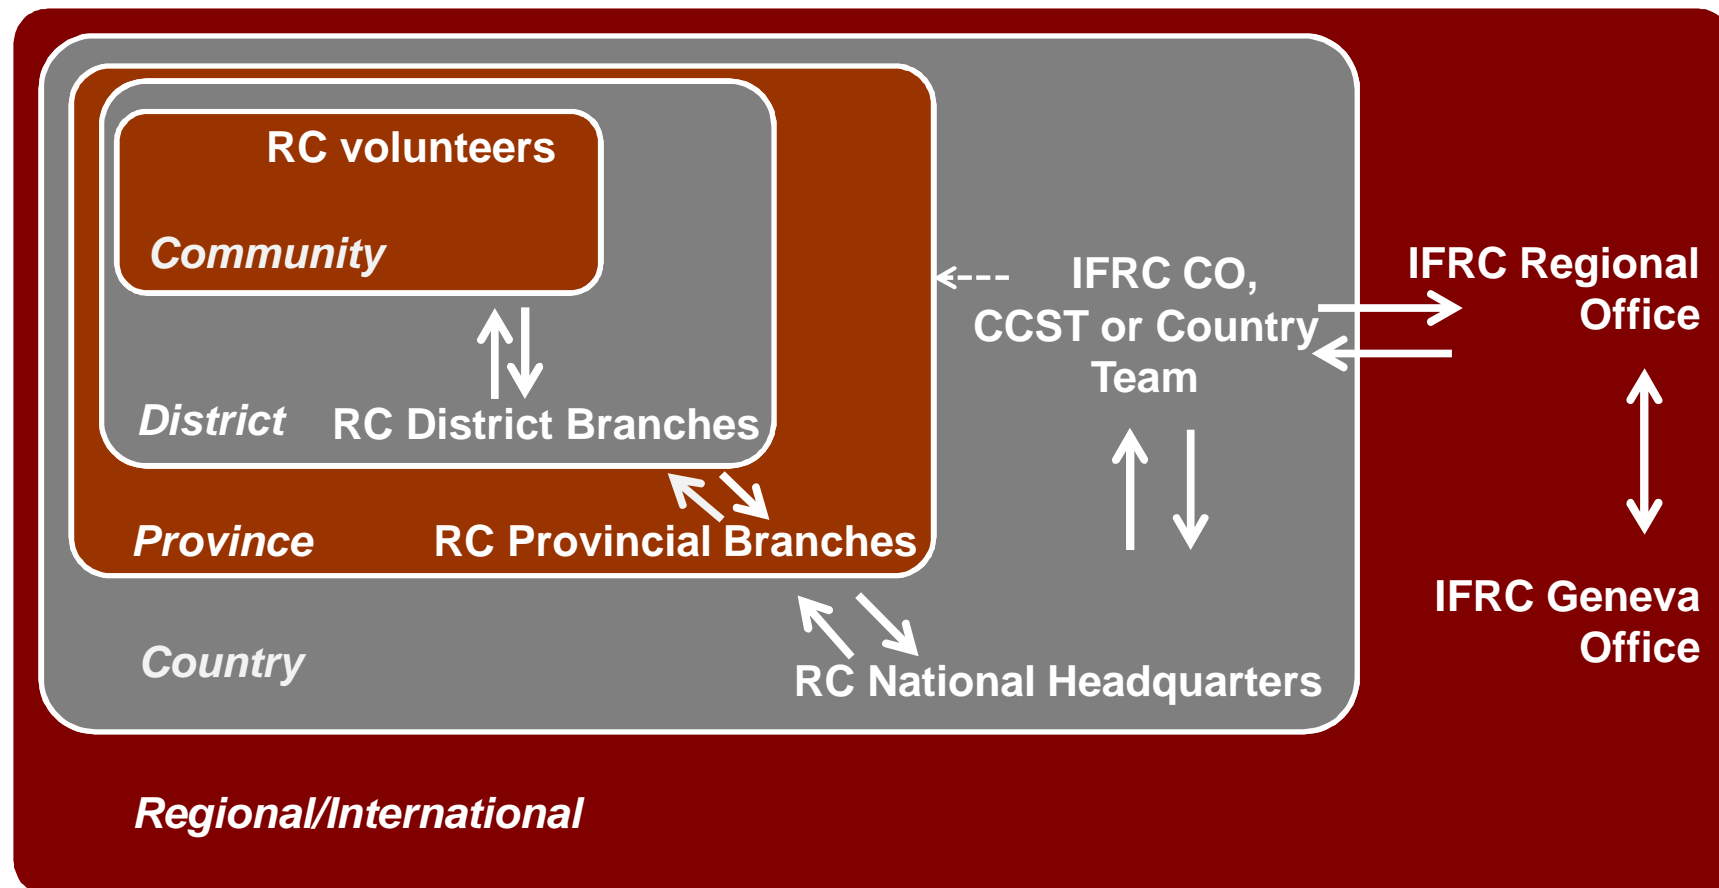 RC volunteers
Community
District
RC District Branches
Province
RC Provincial Branches
Country
IFRC CO,
CCST or Country
Team
RC National Headquarters
IFRC Regional
Office
IFRC Geneva
Office
Regional/International